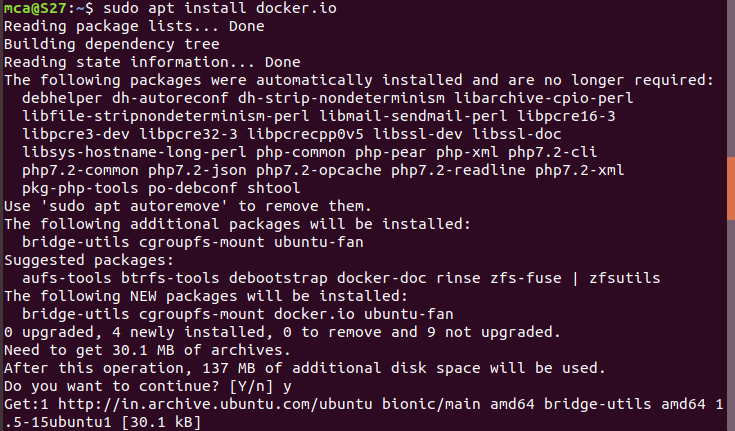 mca@S27:~$ sudo apt install docker.io
Reading package lists... Done
Building dependency tree
Reading state information... Done
The following packages were automatically installed and are no longer required:
  debhelper dh-autoreconf dh-strip-nondeterminism libarchive-cpio-perl
  libfile-stripnondeterminism-perl libmail-sendmail-perl libpcre16-3
  libpcre3-dev libpcre32-3 libpcrecpp0v5 libssl-dev libssl-doc
  libsys-hostname-long-perl php-common php-pear php-xml php7.2-cli
  php7.2-common php7.2-json php7.2-opcache php7.2-readline php7.2-xml
  pkg-php-tools po-debconf shtool
Use 'sudo apt autoremove' to remove them.
The following additional packages will be installed:
  bridge-utils cgroupfs-mount ubuntu-fan
Suggested packages:
  aufs-tools btrfs-tools debootstrap docker-doc rinse zfs-fuse | zfsutils
The following NEW packages will be installed:
  bridge-utils cgroupfs-mount docker.io ubuntu-fan
0 upgraded, 4 newly installed, 0 to remove and 9 not upgraded.
Need to get 30.1 MB of archives.
After this operation, 137 MB of additional disk space will be used.
Do you want to continue? [Y/n] y
Get:1 http://in.archive.ubuntu.com/ubuntu bionic/main amd64 bridge-utils amd64 1
.5-15ubuntu1 [30.1 kB]